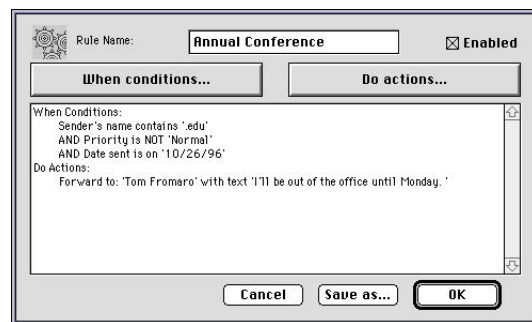 Rule Name: Annual Conference Enabled
When conditions... Do actions...
When Conditions:
Sender's name contains '.edu'
AND Priority is NOT 'Normal'
AND Date sent is on '10/26/96'
Do Actions:
Forward to: 'Tom Fromaro' with text 'I'll be out of the office until Monday. '
Cancel Save as... OK